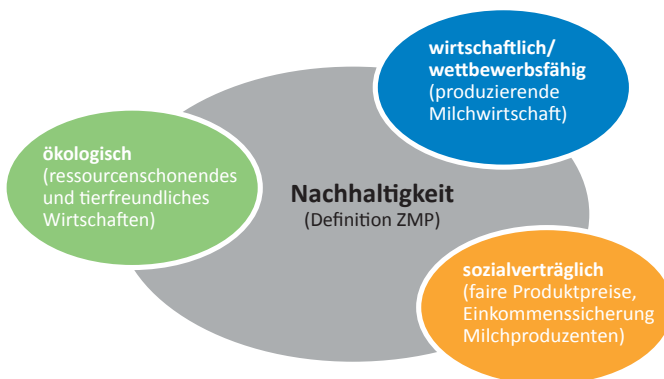 wirtschaftlich/
wettbewerbsfähig
(produzierende
Milchwirtschaft)
ökologisch
(ressourcenschonendes
und tierfreundliches
Wirtschaften)
Nachhaltigkeit
(Definition ZMP)
sozialverträglich
(faire Produktpreise,
Einkommenssicherung
Milchproduzenten)